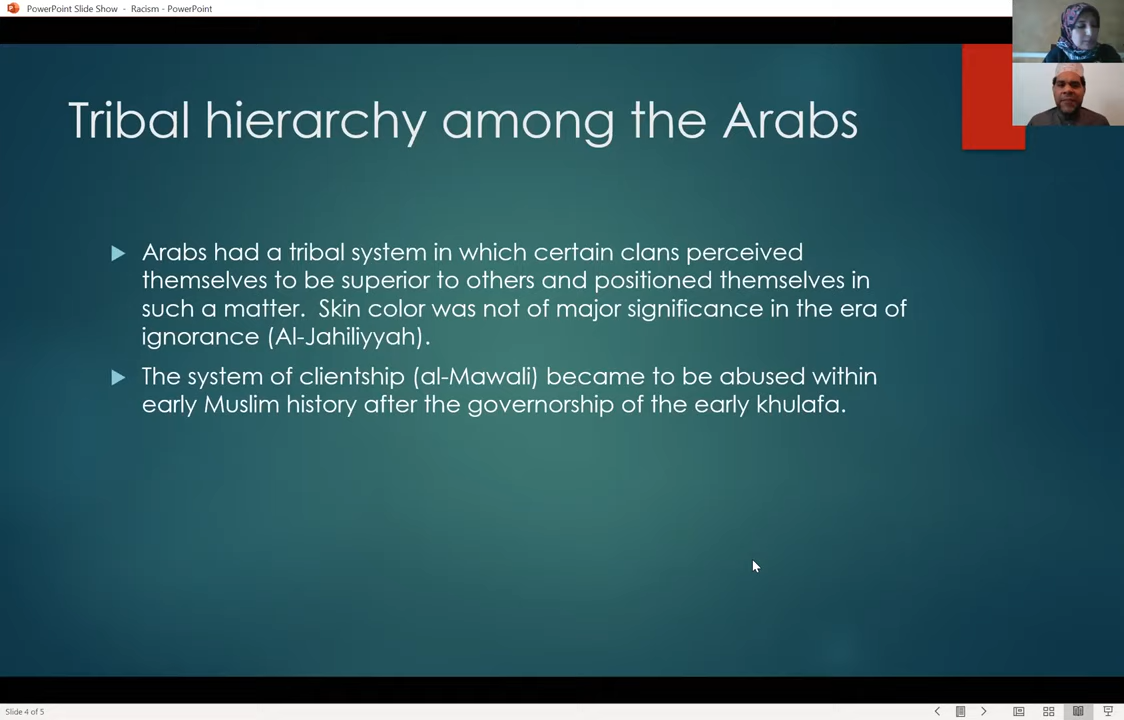 PowerPoint Slide Show - Racism - PowerPoint
Tribal hierarchy among the Arabs
Arabs had a tribal system in which certain clans perceived
themselves to be superior to others and positioned themselves in
such a matter. Skin color was not of major significance in the era of
ignorance (Al-Jahiliyyah).
The system of clientship (al-Mawali) became to be abused within
early Muslim history after the governorship of the early khulafa.
Slide 4 of 5